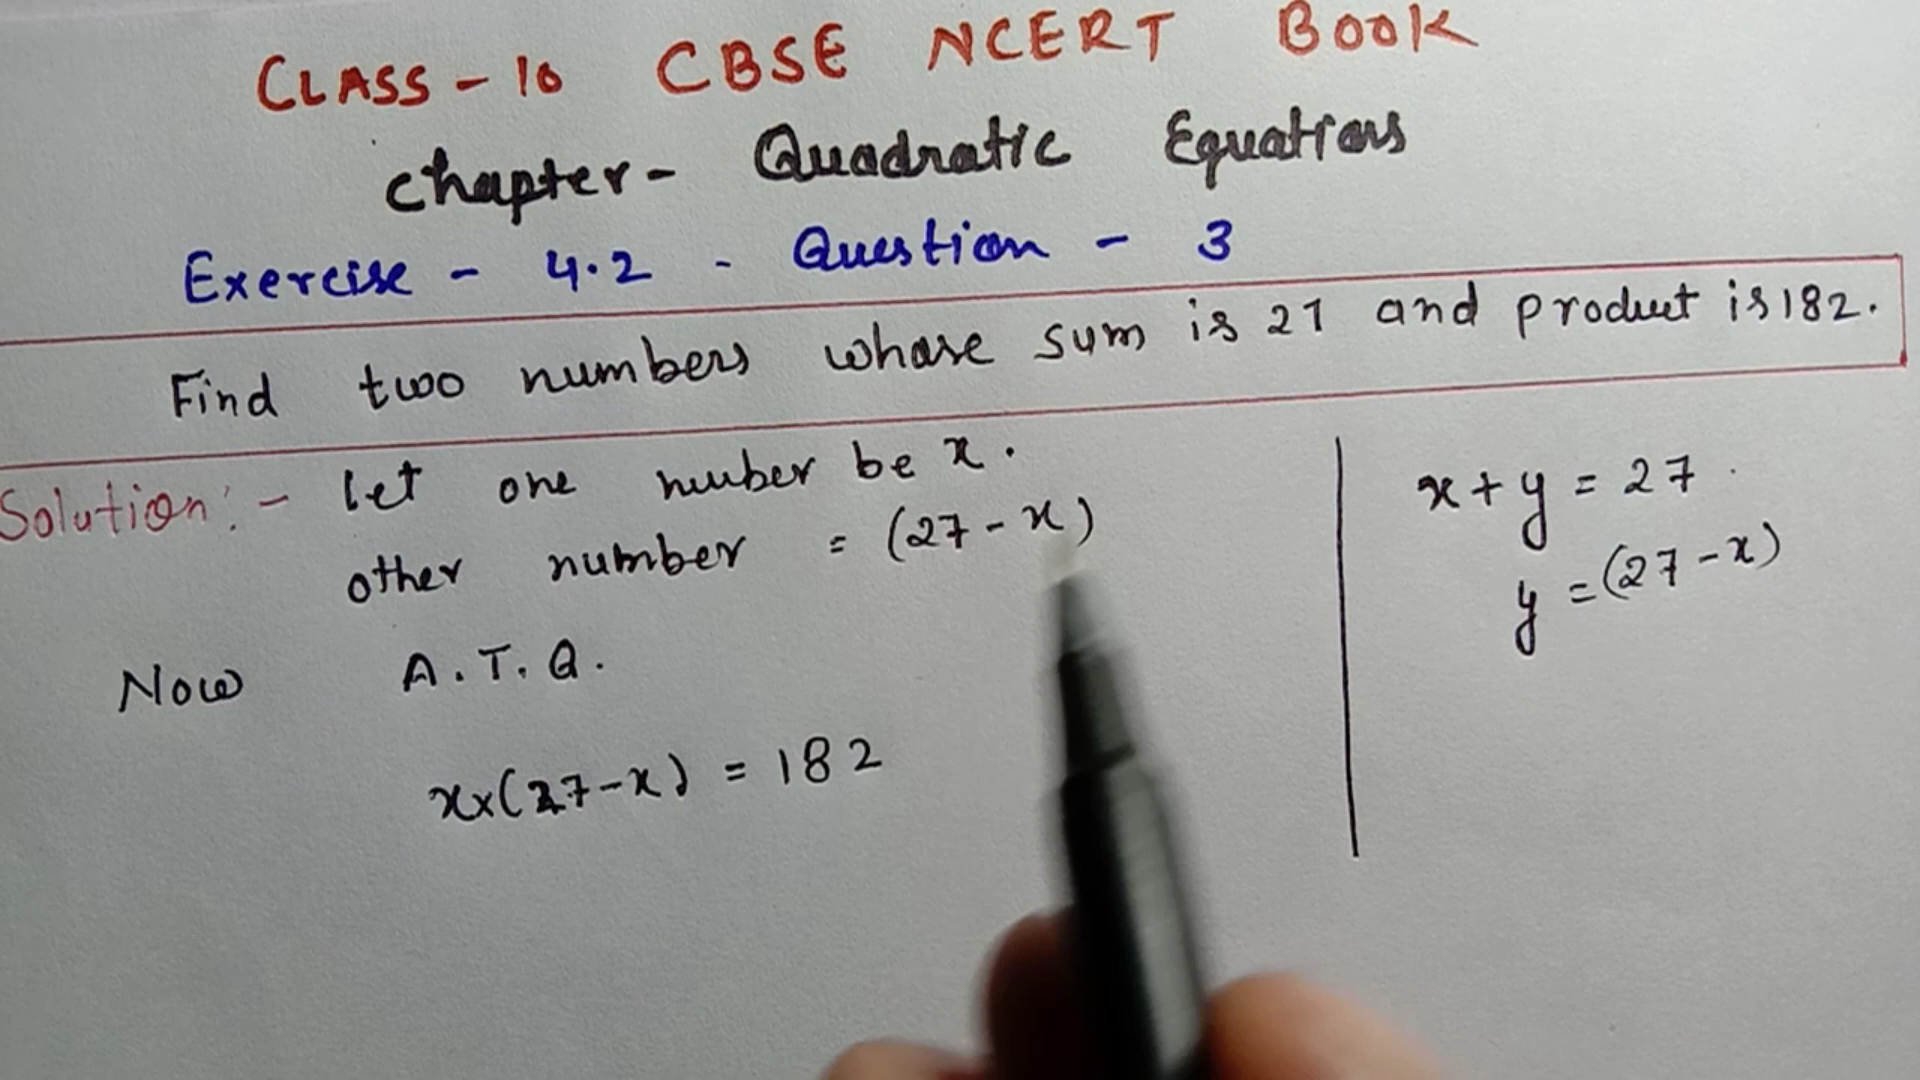 CLASS - 10 CBSE NCERT BOOK
Chapter - Quadratic Equations
Exercise - 4.2 - Question - 3
Find two numbers whose sum is 27 and product is 182.
Solution :- Let one nuber be x.
other number = (27 - x)
Now A.T.Q.
x×(27-x) = 182
x + y = 27
y = (27 - x)